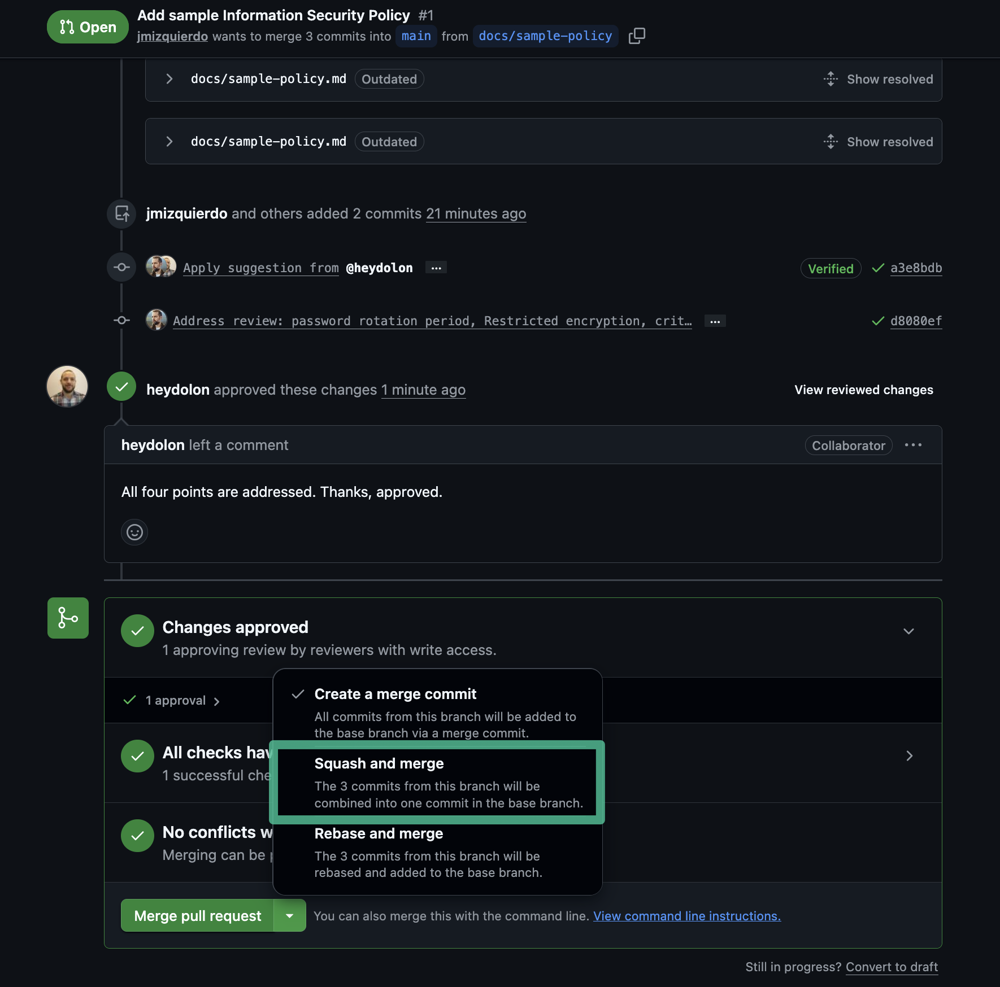 Open
Add sample Information Security Policy #1
jmizquierdo wants to merge 3 commits into main from docs/sample-policy
docs/sample-policy.md Outdated Show resolved
docs/sample-policy.md Outdated Show resolved
jmizquierdo and others added 2 commits 21 minutes ago
Apply suggestion from @heydolon ... Verified a3e8bdb
Address review: password rotation period, Restricted encryption, crit… ... d8080ef
heydolon approved these changes 1 minute ago View reviewed changes
heydolon left a comment Collaborator ...
All four points are addressed. Thanks, approved.
Changes approved
1 approving review by reviewers with write access.
1 approval
Create a merge commit
All commits from this branch will be added to
the base branch via a merge commit.
All checks
1 successful
Squash and merge
The 3 commits from this branch will be
combined into one commit in the base branch.
No conflicts
Merging can be
Rebase and merge
The 3 commits from this branch will be
rebased and added to the base branch.
Merge pull request You can also merge this with the command line. View command line instructions.
Still in progress? Convert to draft